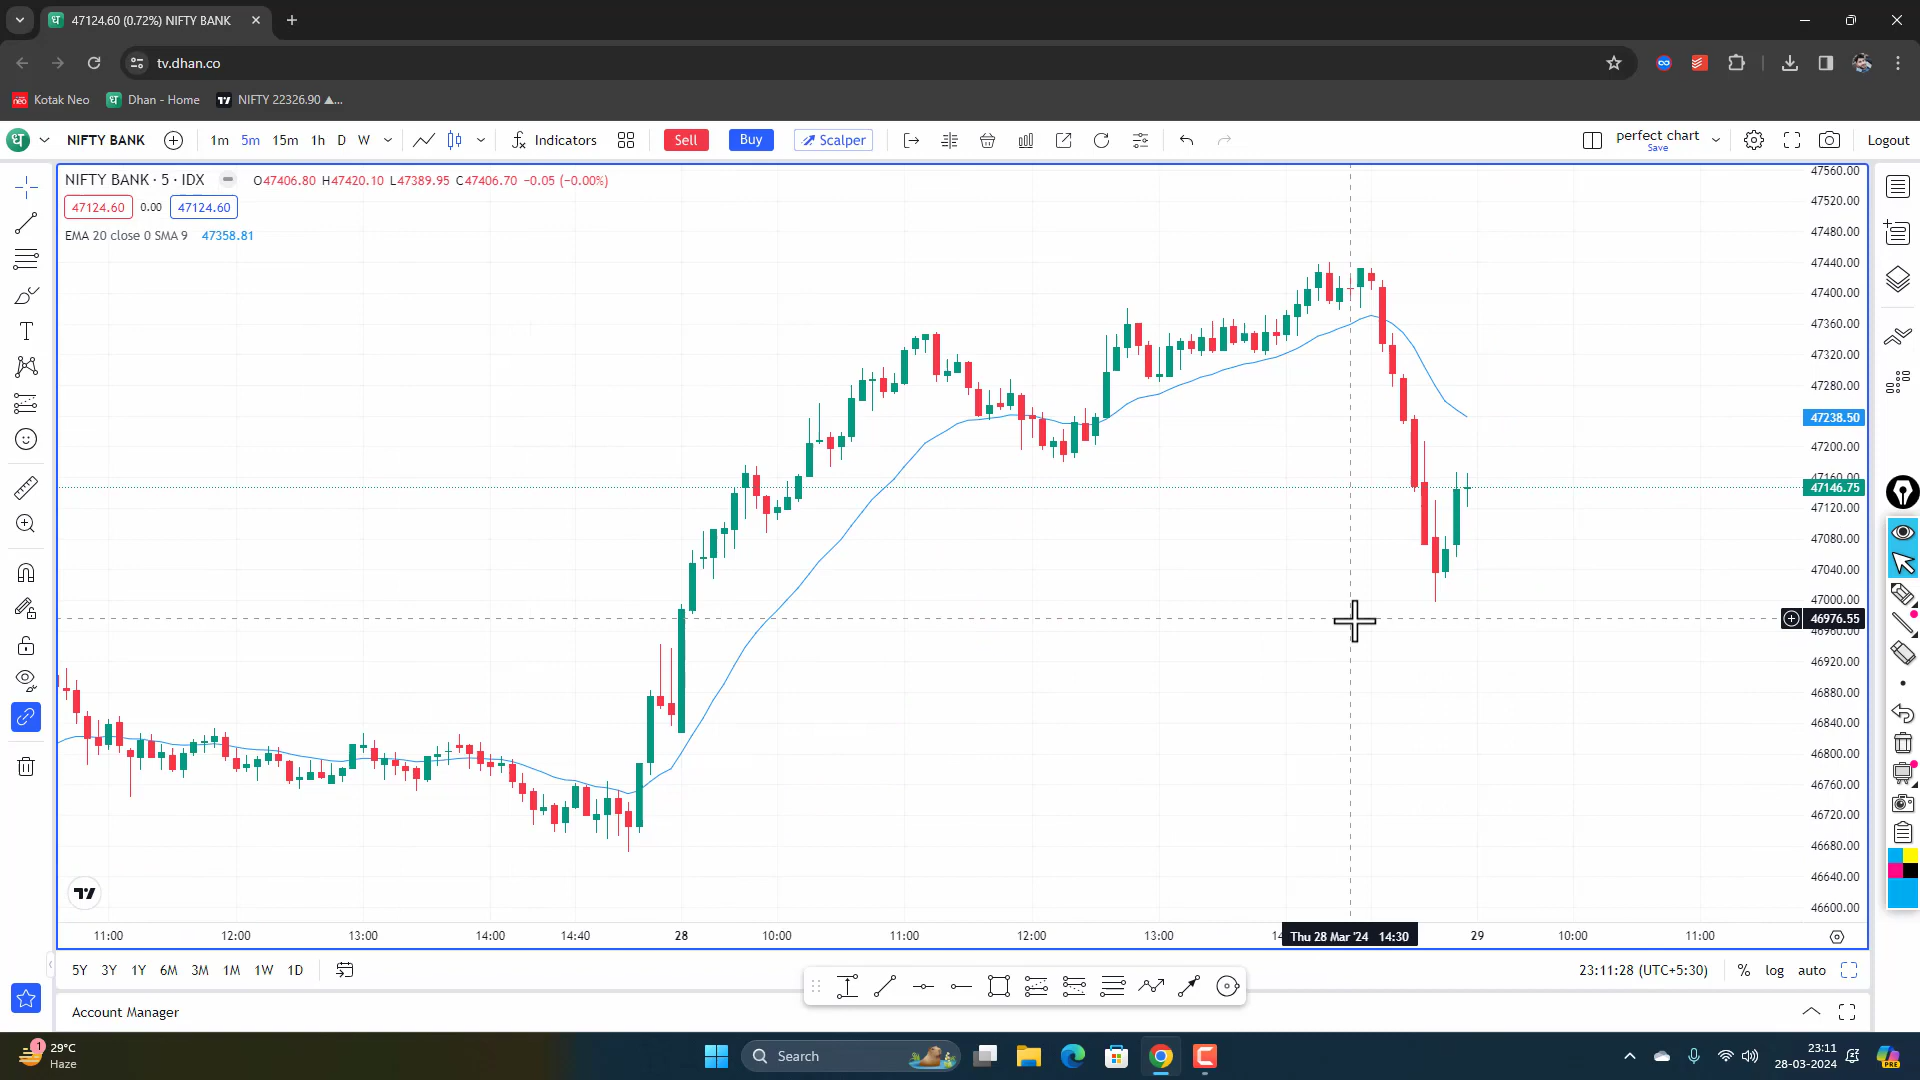 47124.60 (0.72%) NIFTY BANK
tv.dhan.co
Kotak Neo
Dhan - Home
NIFTY 22326.90 ▲...
NIFTY BANK
1m 5m 15m 1h D W
Indicators
Sell
Buy
Scalper
perfect chart
Save
Logout
NIFTY BANK · 5 · IDX
O47406.80 H47420.10 L47389.95 C47406.70 −0.05 (−0.00%)
47124.60 0.00 47124.60
EMA 20 close 0 SMA 9 47358.81
47560.00
47520.00
47480.00
47440.00
47400.00
47360.00
47320.00
47280.00
47238.50
47200.00
47160.00
47146.75
47120.00
47080.00
47040.00
47000.00
46976.55
46960.00
46920.00
46880.00
46840.00
46800.00
46760.00
46720.00
46680.00
46640.00
46600.00
11:00 12:00 13:00 14:00 14:40 28 10:00 11:00 12:00 13:00 Thu 28 Mar '24 14:30 29 10:00 11:00
5Y 3Y 1Y 6M 3M 1M 1W 1D
23:11:28 (UTC+5:30)
% log auto
Account Manager
1
29°C
Haze
Search
23:11
28-03-2024
PRE